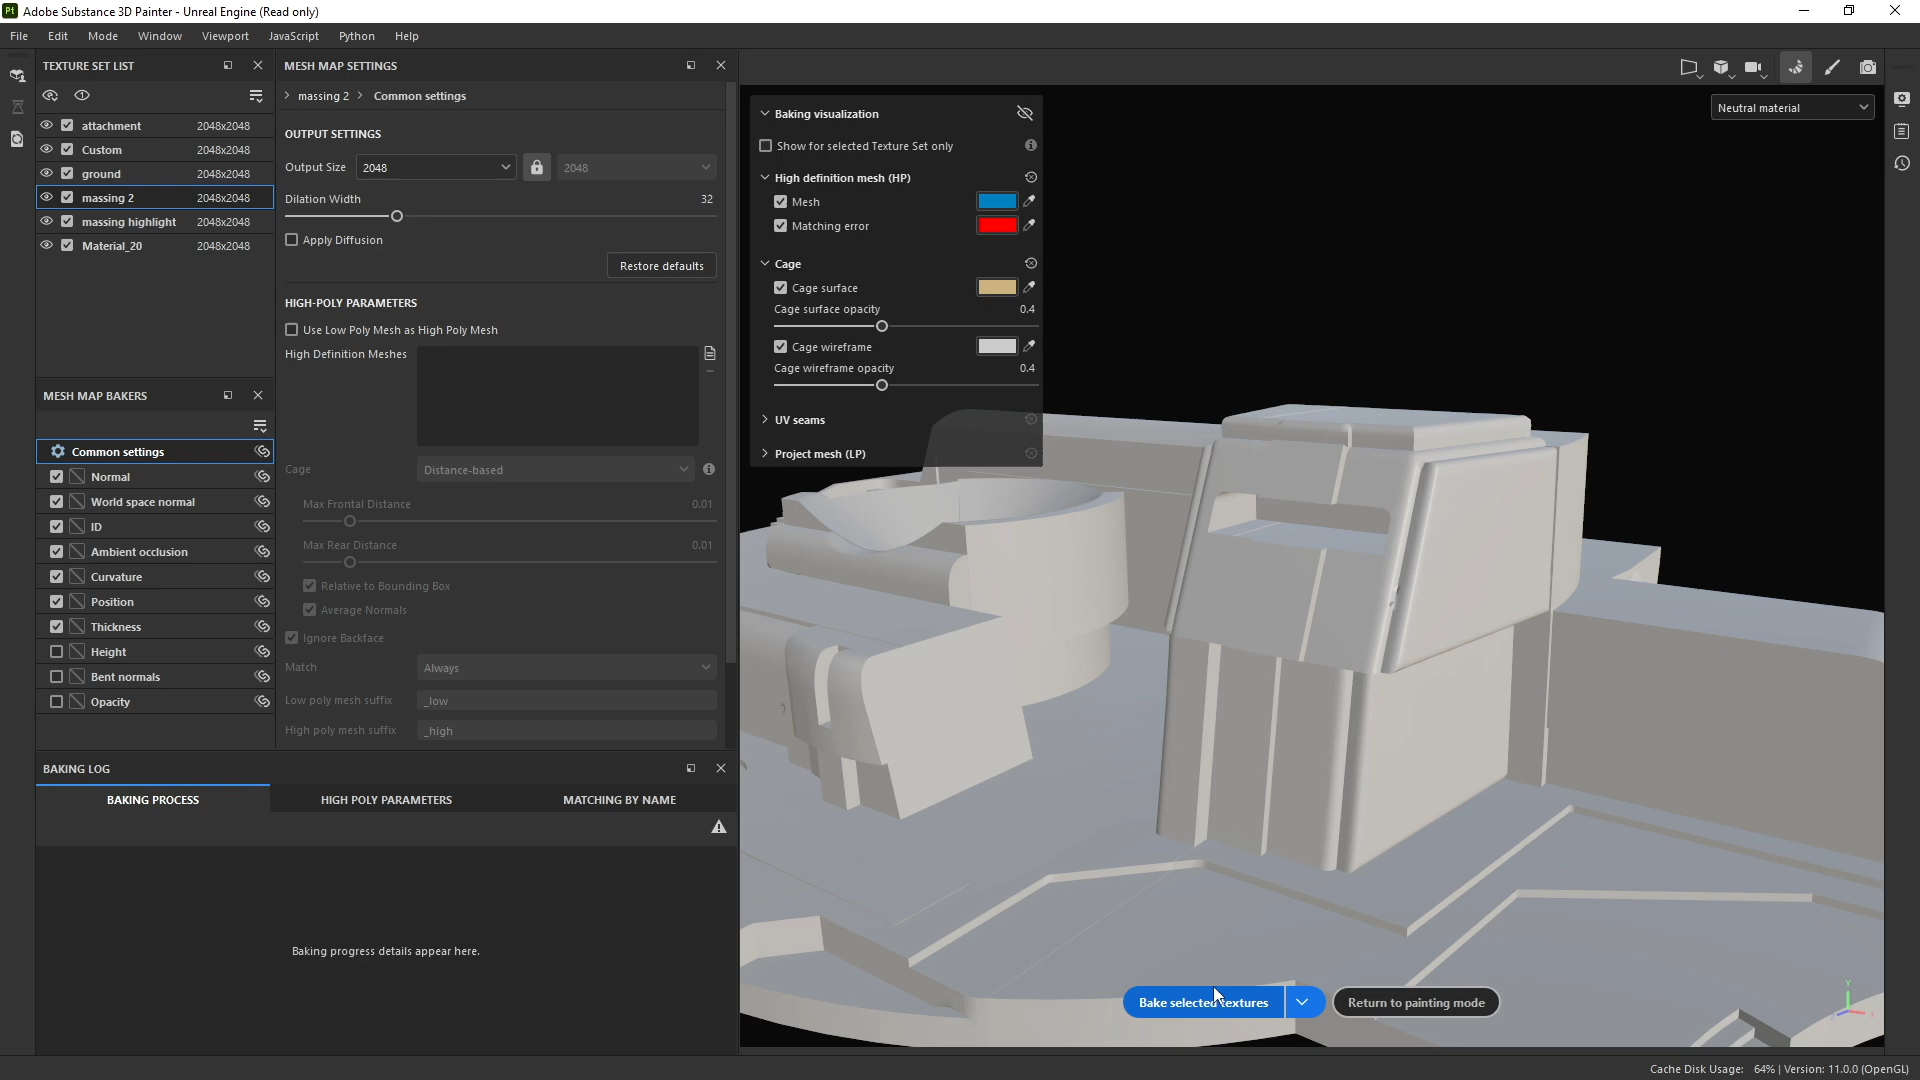 Pt Adobe Substance 3D Painter - Unreal Engine (Read only)
File Edit Mode Window Viewport JavaScript Python Help
TEXTURE SET LIST
attachment 2048x2048
Custom 2048x2048
ground 2048x2048
massing 2 2048x2048
massing highlight 2048x2048
Material_20 2048x2048
MESH MAP BAKERS
Common settings
Normal
World space normal
ID
Ambient occlusion
Curvature
Position
Thickness
Height
Bent normals
Opacity
MESH MAP SETTINGS
massing 2 > Common settings
OUTPUT SETTINGS
Output Size 2048 2048
Dilation Width 32
Apply Diffusion
Restore defaults
HIGH-POLY PARAMETERS
Use Low Poly Mesh as High Poly Mesh
High Definition Meshes
Cage Distance-based
Max Frontal Distance 0.01
Max Rear Distance 0.01
Relative to Bounding Box
Average Normals
Ignore Backface
Match Always
Low poly mesh suffix _low
High poly mesh suffix _high
BAKING LOG
BAKING PROCESS HIGH POLY PARAMETERS MATCHING BY NAME
Baking progress details appear here.
Baking visualization
Show for selected Texture Set only
High definition mesh (HP)
Mesh
Matching error
Cage
Cage surface
Cage surface opacity 0.4
Cage wireframe
Cage wireframe opacity 0.4
UV seams
Project mesh (LP)
Neutral material
Bake selected textures
Return to painting mode
Y
Cache Disk Usage: 64% | Version: 11.0.0 (OpenGL)